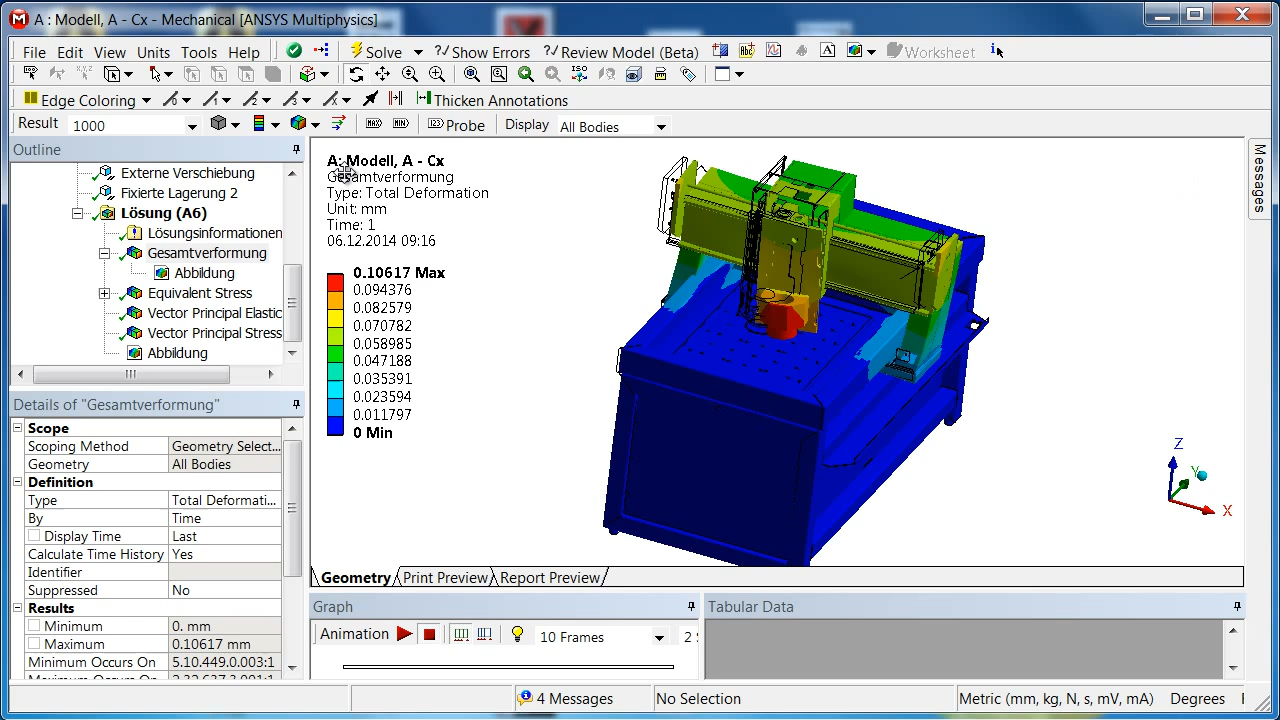 A : Modell, A - Cx - Mechanical [ANSYS Multiphysics]
File Edit View Units Tools Help Solve ?/ Show Errors ?/ Review Model (Beta) A Worksheet
ISO
Edge Coloring Thicken Annotations
Result 1000 MAX MIN 123 Probe Display All Bodies
Outline
Externe Verschiebung
Fixierte Lagerung 2
Lösung (A6)
Lösungsinformationen
Gesamtverformung
Abbildung
Equivalent Stress
Vector Principal Elastic
Vector Principal Stress
Abbildung
Details of "Gesamtverformung"
Scope
Scoping Method Geometry Select...
Geometry All Bodies
Definition
Type Total Deformati...
By Time
Display Time Last
Calculate Time History Yes
Identifier
Suppressed No
Results
Minimum 0. mm
Maximum 0.10617 mm
Minimum Occurs On 5.10.449.0.003:1
A: Modell, A - Cx
Gesamtverformung
Type: Total Deformation
Unit: mm
Time: 1
06.12.2014 09:16
0.10617 Max
0.094376
0.082579
0.070782
0.058985
0.047188
0.035391
0.023594
0.011797
0 Min
Z
Y
X
Messages
Geometry Print Preview Report Preview
Graph
Animation 10 Frames 2
Tabular Data
4 Messages No Selection Metric (mm, kg, N, s, mV, mA) Degrees